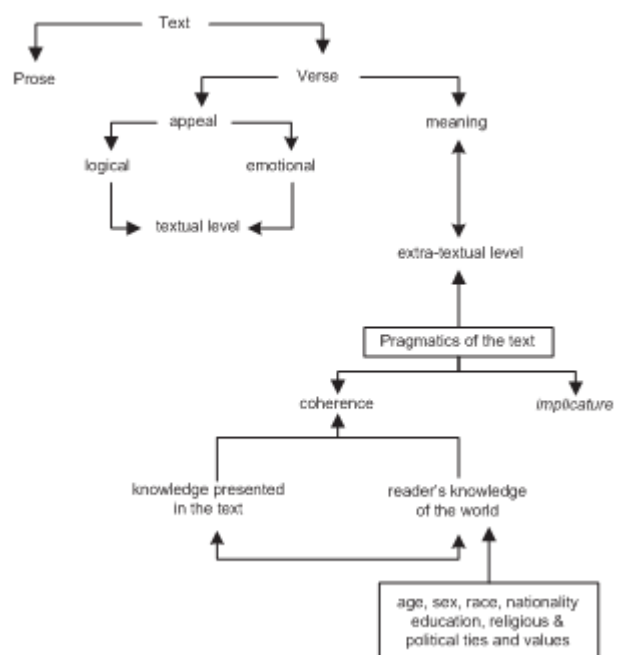 Text
Prose
Verse
appeal
meaning
logical
emotional
textual level
extra-textual level
Pragmatics of the text
coherence
implicature
knowledge presented
in the text
reader's knowledge
of the world
age, sex, race, nationality
education, religious &
political ties and values